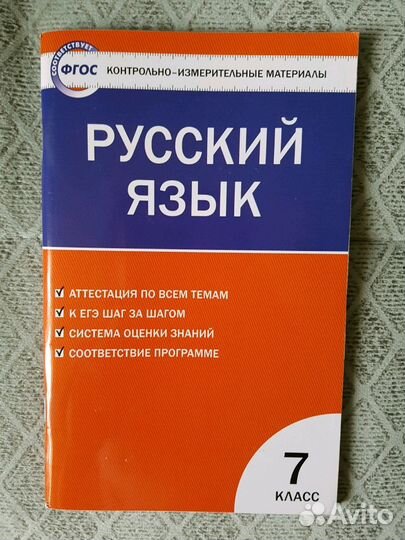 СООТВЕТСТВУЕТ
ФГОС
КОНТРОЛЬНО-ИЗМЕРИТЕЛЬНЫЕ МАТЕРИАЛЫ
РУССКИЙ
ЯЗЫК
АТТЕСТАЦИЯ ПО ВСЕМ ТЕМАМ
К ЕГЭ ШАГ ЗА ШАГОМ
СИСТЕМА ОЦЕНКИ ЗНАНИЙ
СООТВЕТСТВИЕ ПРОГРАММЕ
7
КЛАСС
Avito